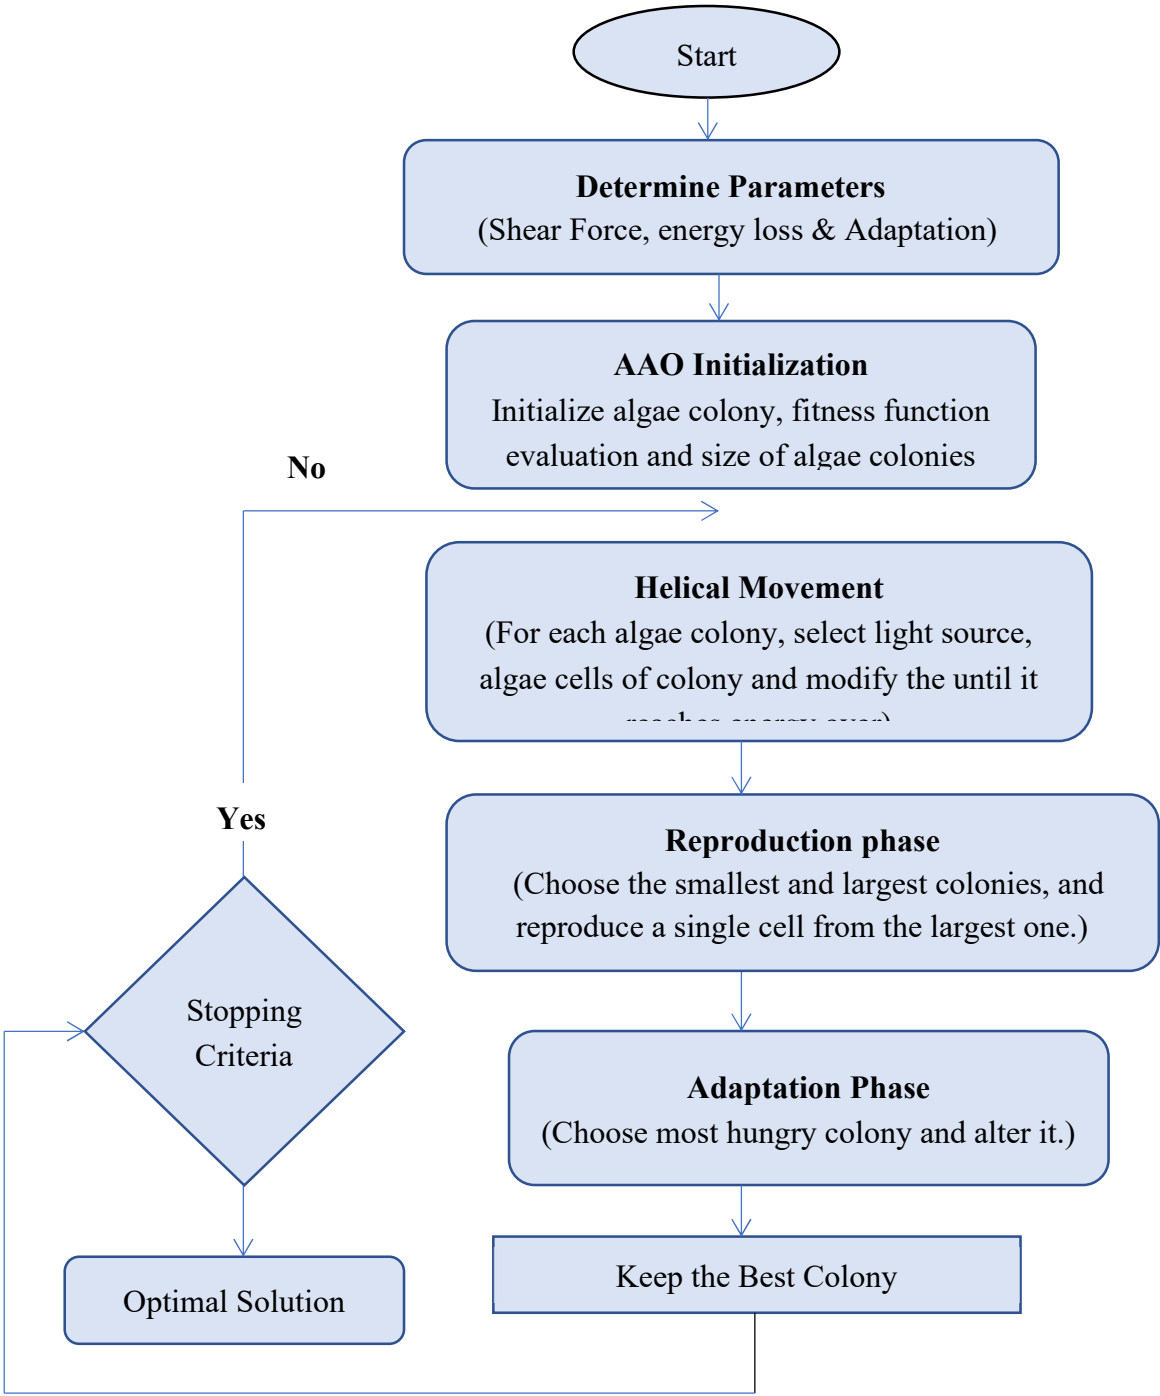 Start
Determine Parameters
(Shear Force, energy loss & Adaptation)
AAO Initialization
Initialize algae colony, fitness function
evaluation and size of algae colonies
No
Helical Movement
(For each algae colony, select light source,
algae cells of colony and modify the until it
reaches energy over)
Yes
Reproduction phase
(Choose the smallest and largest colonies, and
reproduce a single cell from the largest one.)
Stopping
Criteria
Adaptation Phase
(Choose most hungry colony and alter it.)
Keep the Best Colony
Optimal Solution